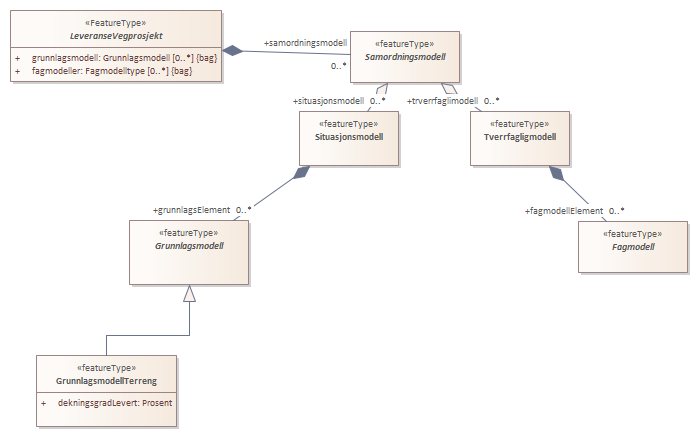 «FeatureType»
LeveranseVegprosjekt
+ grunnlagsmodell: Grunnlagsmodell [0..*] {bag}
+ fagmodeller: Fagmodelltype [0..*] {bag}
+samordningsmodell
0..*
«featureType»
Samordningsmodell
+situasjonsmodell 0..*
+trverrfaglimodell 0..*
«featureType»
Situasjonsmodell
«featureType»
Tverrfagligmodell
+grunnlagsElement 0..*
+fagmodellElement 0..*
«featureType»
Grunnlagsmodell
«featureType»
Fagmodell
«featureType»
GrunnlagsmodellTerreng
+ dekningsgradLevert: Prosent